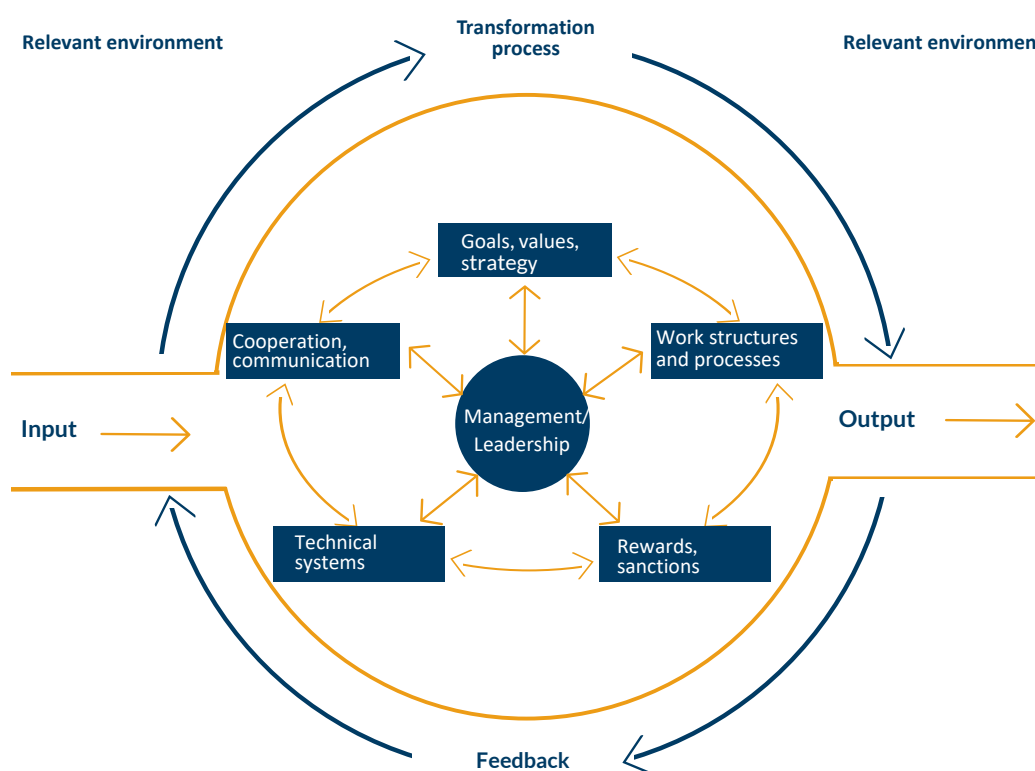 Relevant environment
Transformation
process
Relevant environment
Goals, values,
strategy
Cooperation,
communication
Work structures
and processes
Management/
Leadership
Input
Output
Technical
systems
Rewards,
sanctions
Feedback